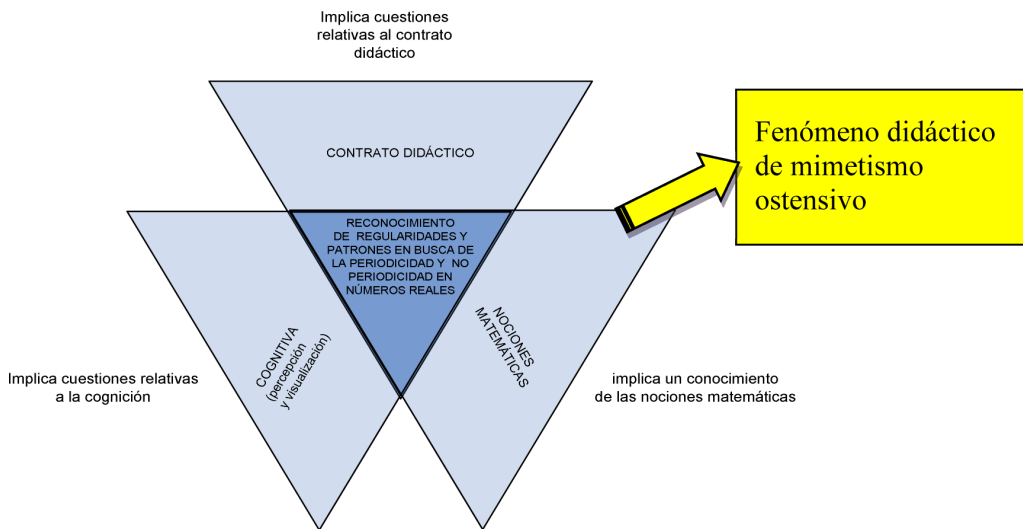 Implica cuestiones
relativas al contrato
didáctico
CONTRATO DIDÁCTICO
Fenómeno didáctico
de mimetismo
ostensivo
RECONOCIMIENTO
DE REGULARIDADES Y
PATRONES EN BUSCA DE
LA PERIODICIDAD Y NO
PERIODICIDAD EN
NÚMEROS REALES
COGNITIVA
(percepción
y visualización)
NOCIONES
MATEMÁTICAS
Implica cuestiones relativas
a la cognición
implica un conocimiento
de las nociones matemáticas